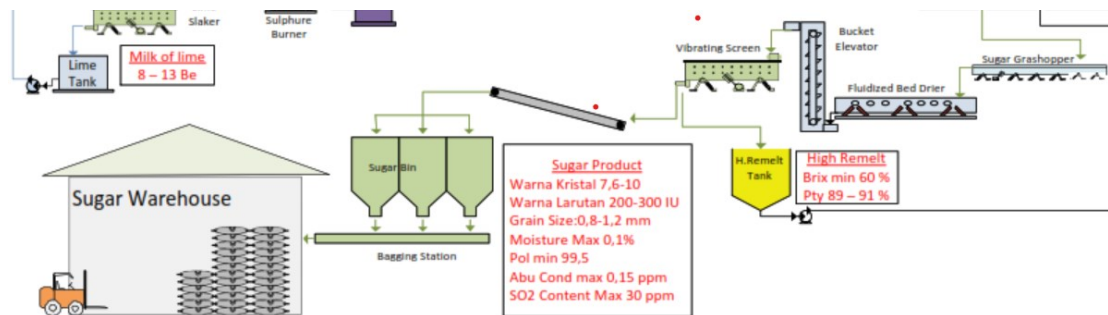 Slaker
Sulphure
Burner
Milk of lime
8 – 13 Be
Lime
Tank
Vibrating Screen
Bucket
Elevator
Sugar Grashopper
Fluidized Bed Drier
Sugar Bin
Sugar Product
Warna Kristal 7,6-10
Warna Larutan 200-300 IU
Grain Size:0,8-1,2 mm
Moisture Max 0,1%
Pol min 99,5
Abu Cond max 0,15 ppm
SO2 Content Max 30 ppm
H.Remelt
Tank
High Remelt
Brix min 60 %
Pty 89 – 91 %
Sugar Warehouse
Bagging Station